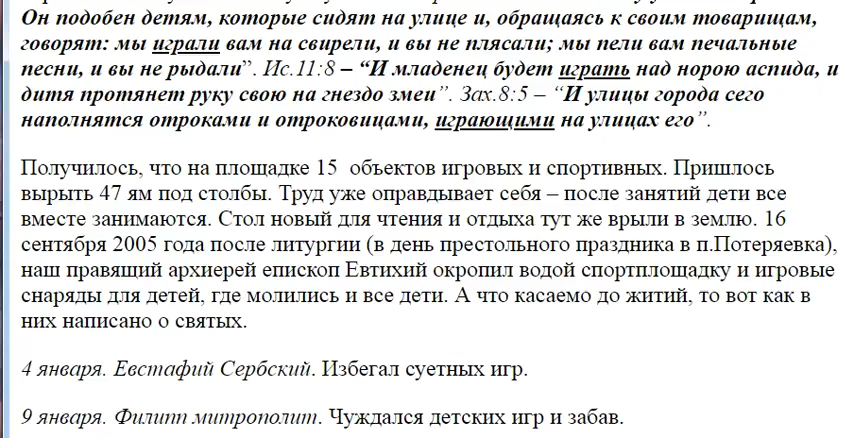 Он подобен детям, которые сидят на улице и, обращаясь к своим товарищам,
говорят: мы играли вам на свирели, и вы не плясали; мы пели вам печальные
песни, и вы не рыдали”. Ис.11:8 – “И младенец будет играть над норою аспида, и
дитя протянет руку свою на гнездо змеи”. Зах.8:5 – “И улицы города сего
наполнятся отроками и отроковицами, играющими на улицах его”.
Получилось, что на площадке 15 объектов игровых и спортивных. Пришлось
вырыть 47 ям под столбы. Труд уже оправдывает себя – после занятий дети все
вместе занимаются. Стол новый для чтения и отдыха тут же врыли в землю. 16
сентября 2005 года после литургии (в день престольного праздника в п.Потеряевка),
наш правящий архиерей епископ Евтихий окропил водой спортплощадку и игровые
снаряды для детей, где молились и все дети. А что касаемо до житий, то вот как в
них написано о святых.
4 января. Евстафий Сербский. Избегал суетных игр.
9 января. Филипп митрополит. Чуждался детских игр и забав.